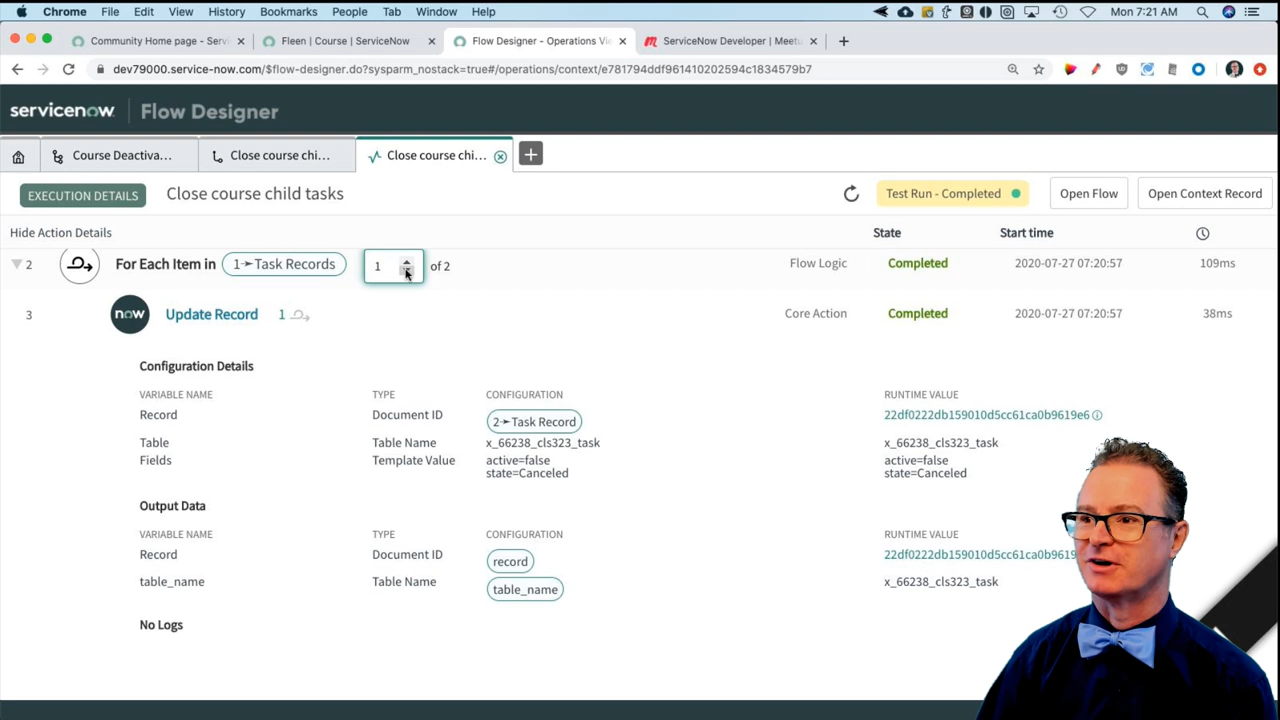 Chrome File Edit View History Bookmarks People Tab Window Help Mon 7:21 AM
Community Home page - Servi Fleen | Course | ServiceNow Flow Designer - Operations Vie ServiceNow Developer | Meetu
dev79000.service-now.com/$flow-designer.do?sysparm_nostack=true#/operations/context/e781794ddf961410202594c1834579b7
servicenow Flow Designer
Course Deactiva... Close course chi... Close course chi...
EXECUTION DETAILS Close course child tasks Test Run - Completed Open Flow Open Context Record
Hide Action Details State Start time
2 For Each Item in 1➛Task Records 1 of 2 Flow Logic Completed 2020-07-27 07:20:57 109ms
3 now Update Record 1 Core Action Completed 2020-07-27 07:20:57 38ms
Configuration Details
VARIABLE NAME TYPE CONFIGURATION RUNTIME VALUE
Record Document ID 2➛Task Record 22df0222db159010d5cc61ca0b9619e6
Table Table Name x_66238_cls323_task x_66238_cls323_task
Fields Template Value active=false active=false
state=Canceled state=Canceled
Output Data
VARIABLE NAME TYPE CONFIGURATION RUNTIME VALUE
Record Document ID record 22df0222db159010d5cc61ca0b9619
table_name Table Name table_name x_66238_cls323_task
No Logs